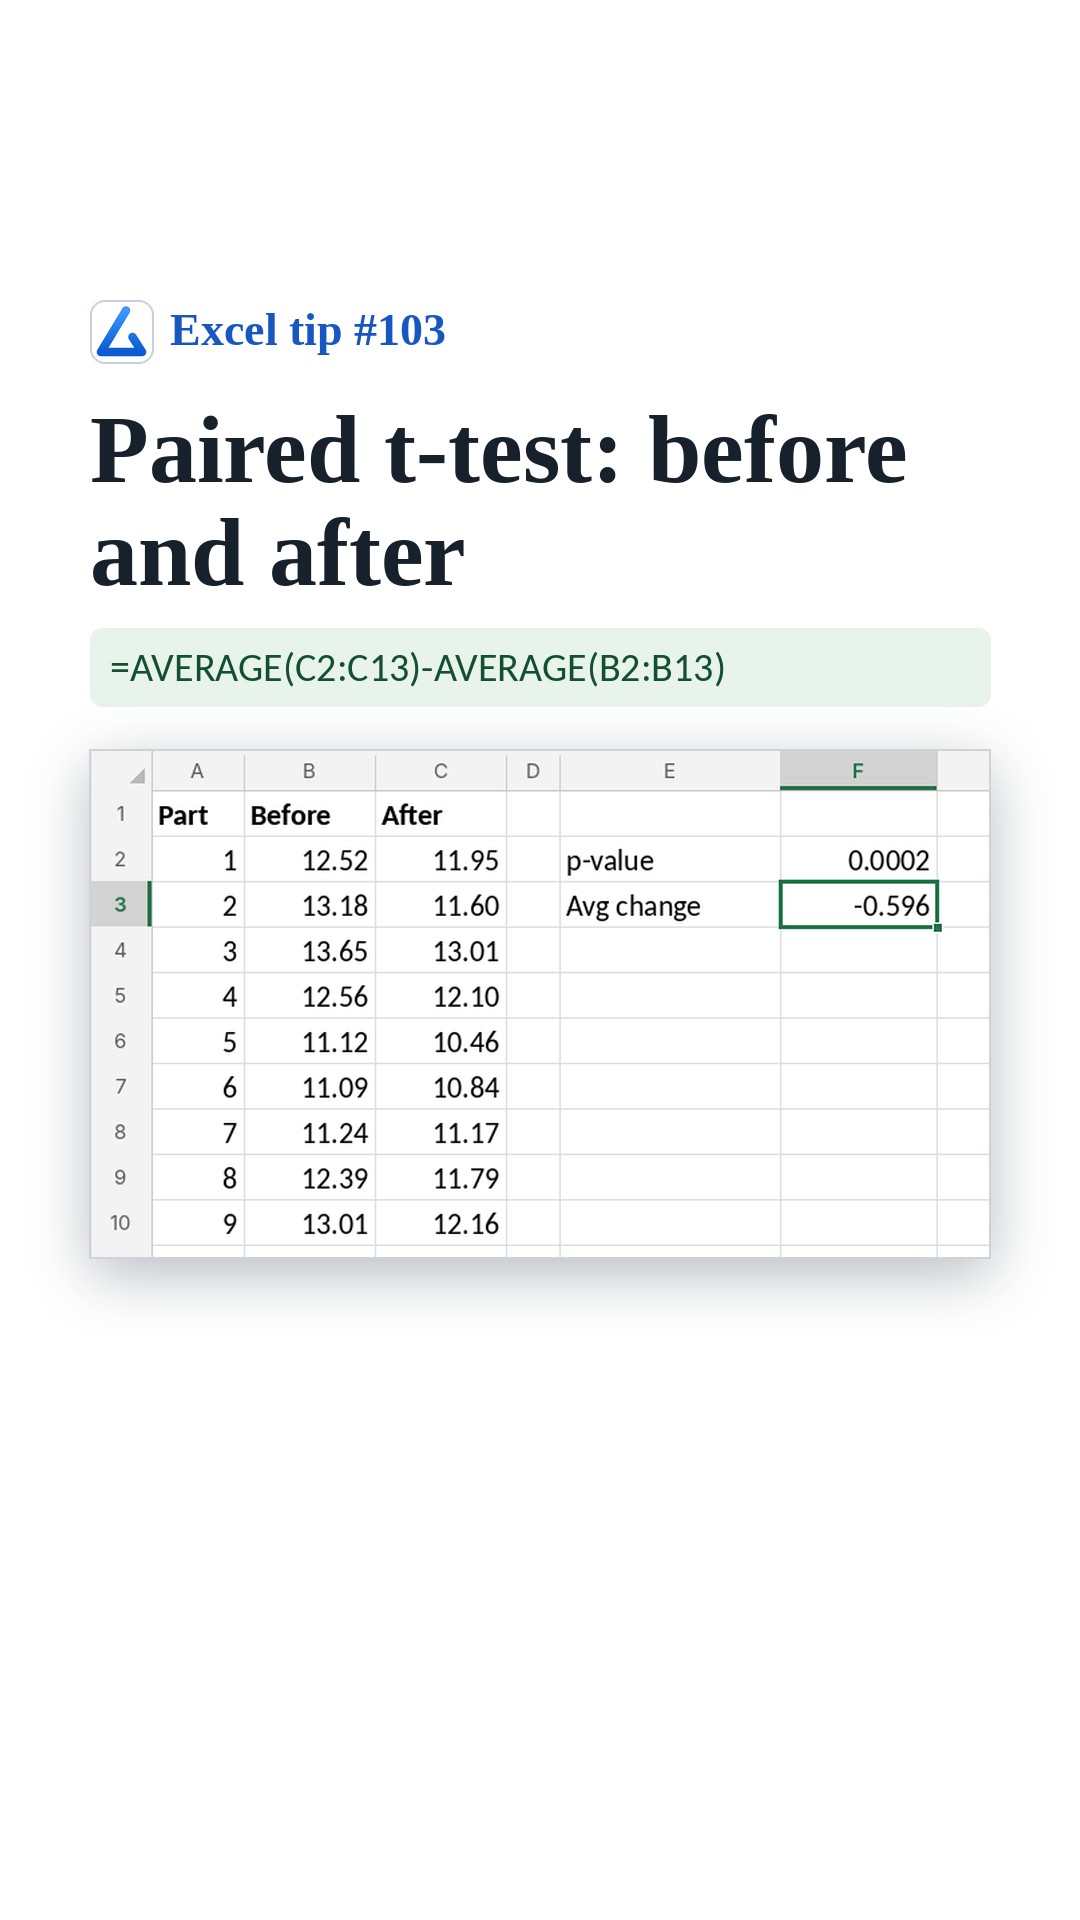 Excel tip #103
Paired t-test: before
and after
=AVERAGE(C2:C13)-AVERAGE(B2:B13)
A B C D E F
1 Part Before After
2 1 12.52 11.95 p-value 0.0002
3 2 13.18 11.60 Avg change -0.596
4 3 13.65 13.01
5 4 12.56 12.10
6 5 11.12 10.46
7 6 11.09 10.84
8 7 11.24 11.17
9 8 12.39 11.79
10 9 13.01 12.16